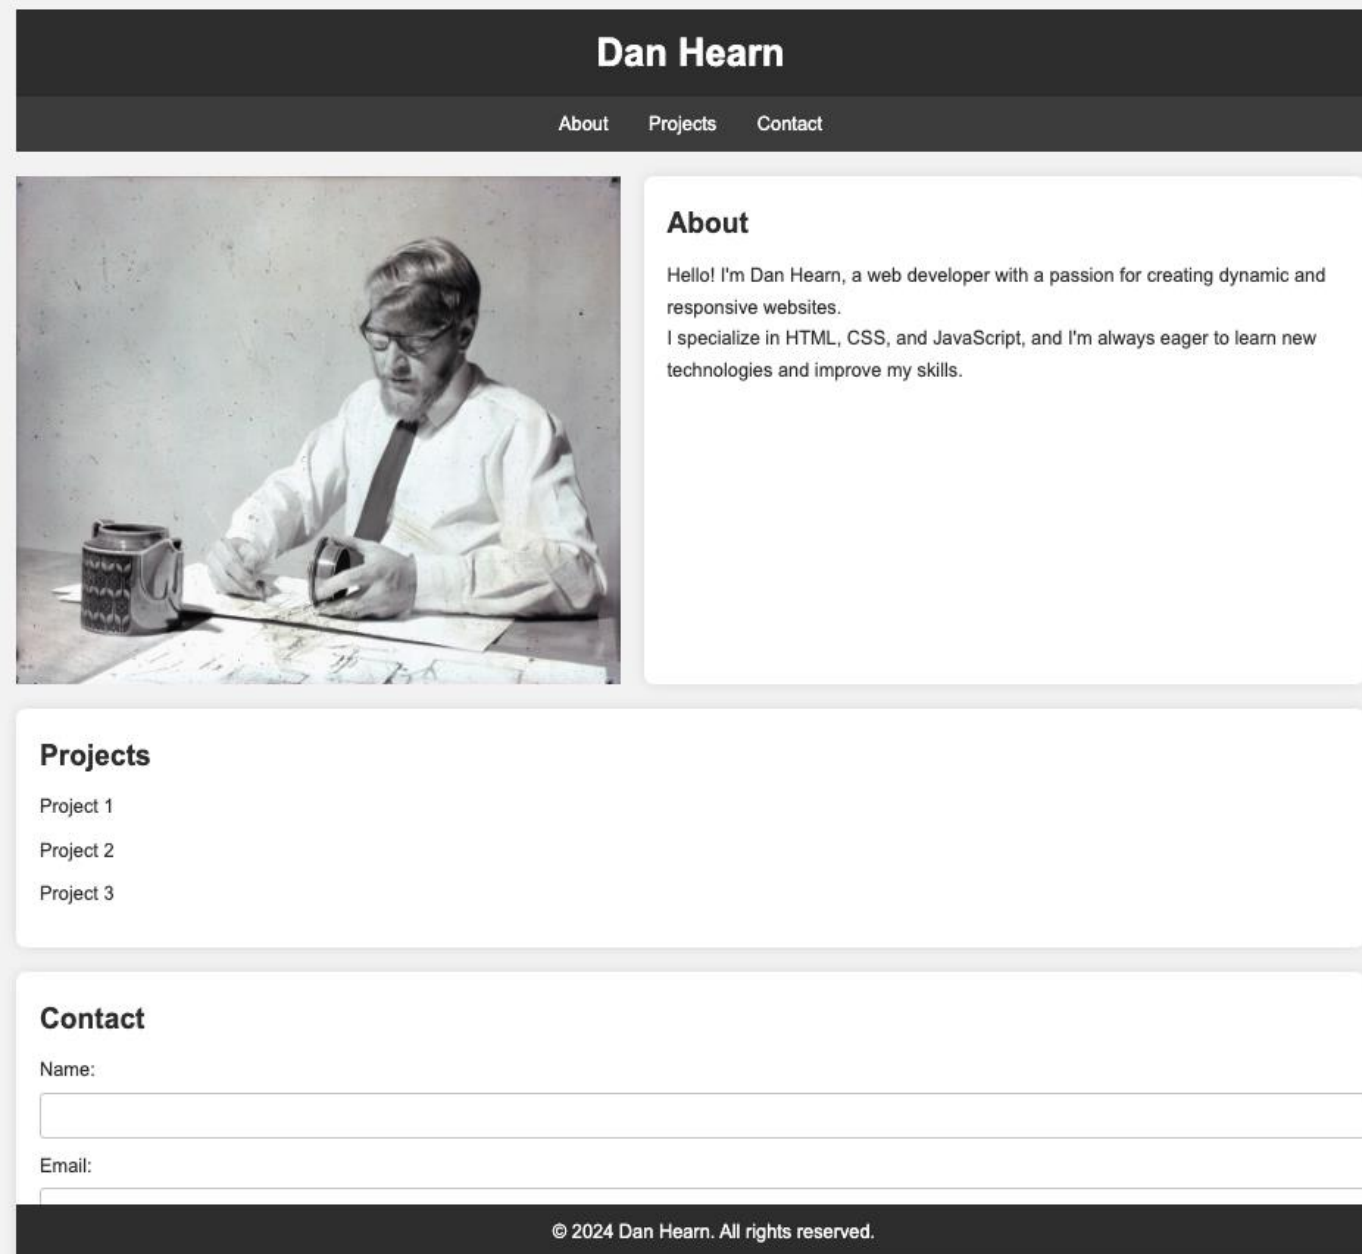 Dan Hearn
About Projects Contact
About
Hello! I'm Dan Hearn, a web developer with a passion for creating dynamic and
responsive websites.
I specialize in HTML, CSS, and JavaScript, and I'm always eager to learn new
technologies and improve my skills.
Projects
Project 1
Project 2
Project 3
Contact
Name:
Email:
© 2024 Dan Hearn. All rights reserved.